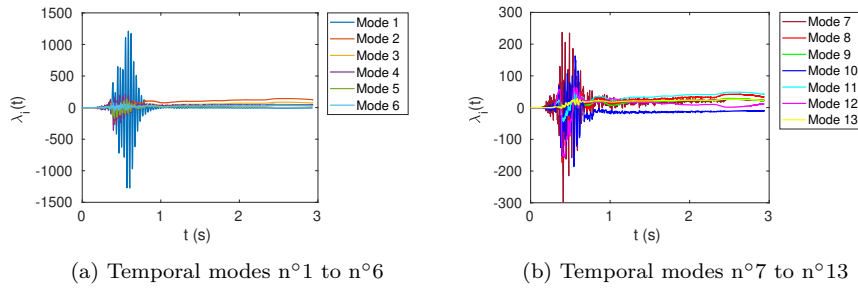 1500
1000
500
0
-500
-1000
-1500
λi(t)
0
1
2
3
t (s)
Mode 1
Mode 2
Mode 3
Mode 4
Mode 5
Mode 6
(a) Temporal modes n°1 to n°6
300
200
100
0
-100
-200
-300
λi(t)
0
1
2
3
t (s)
Mode 7
Mode 8
Mode 9
Mode 10
Mode 11
Mode 12
Mode 13
(b) Temporal modes n°7 to n°13